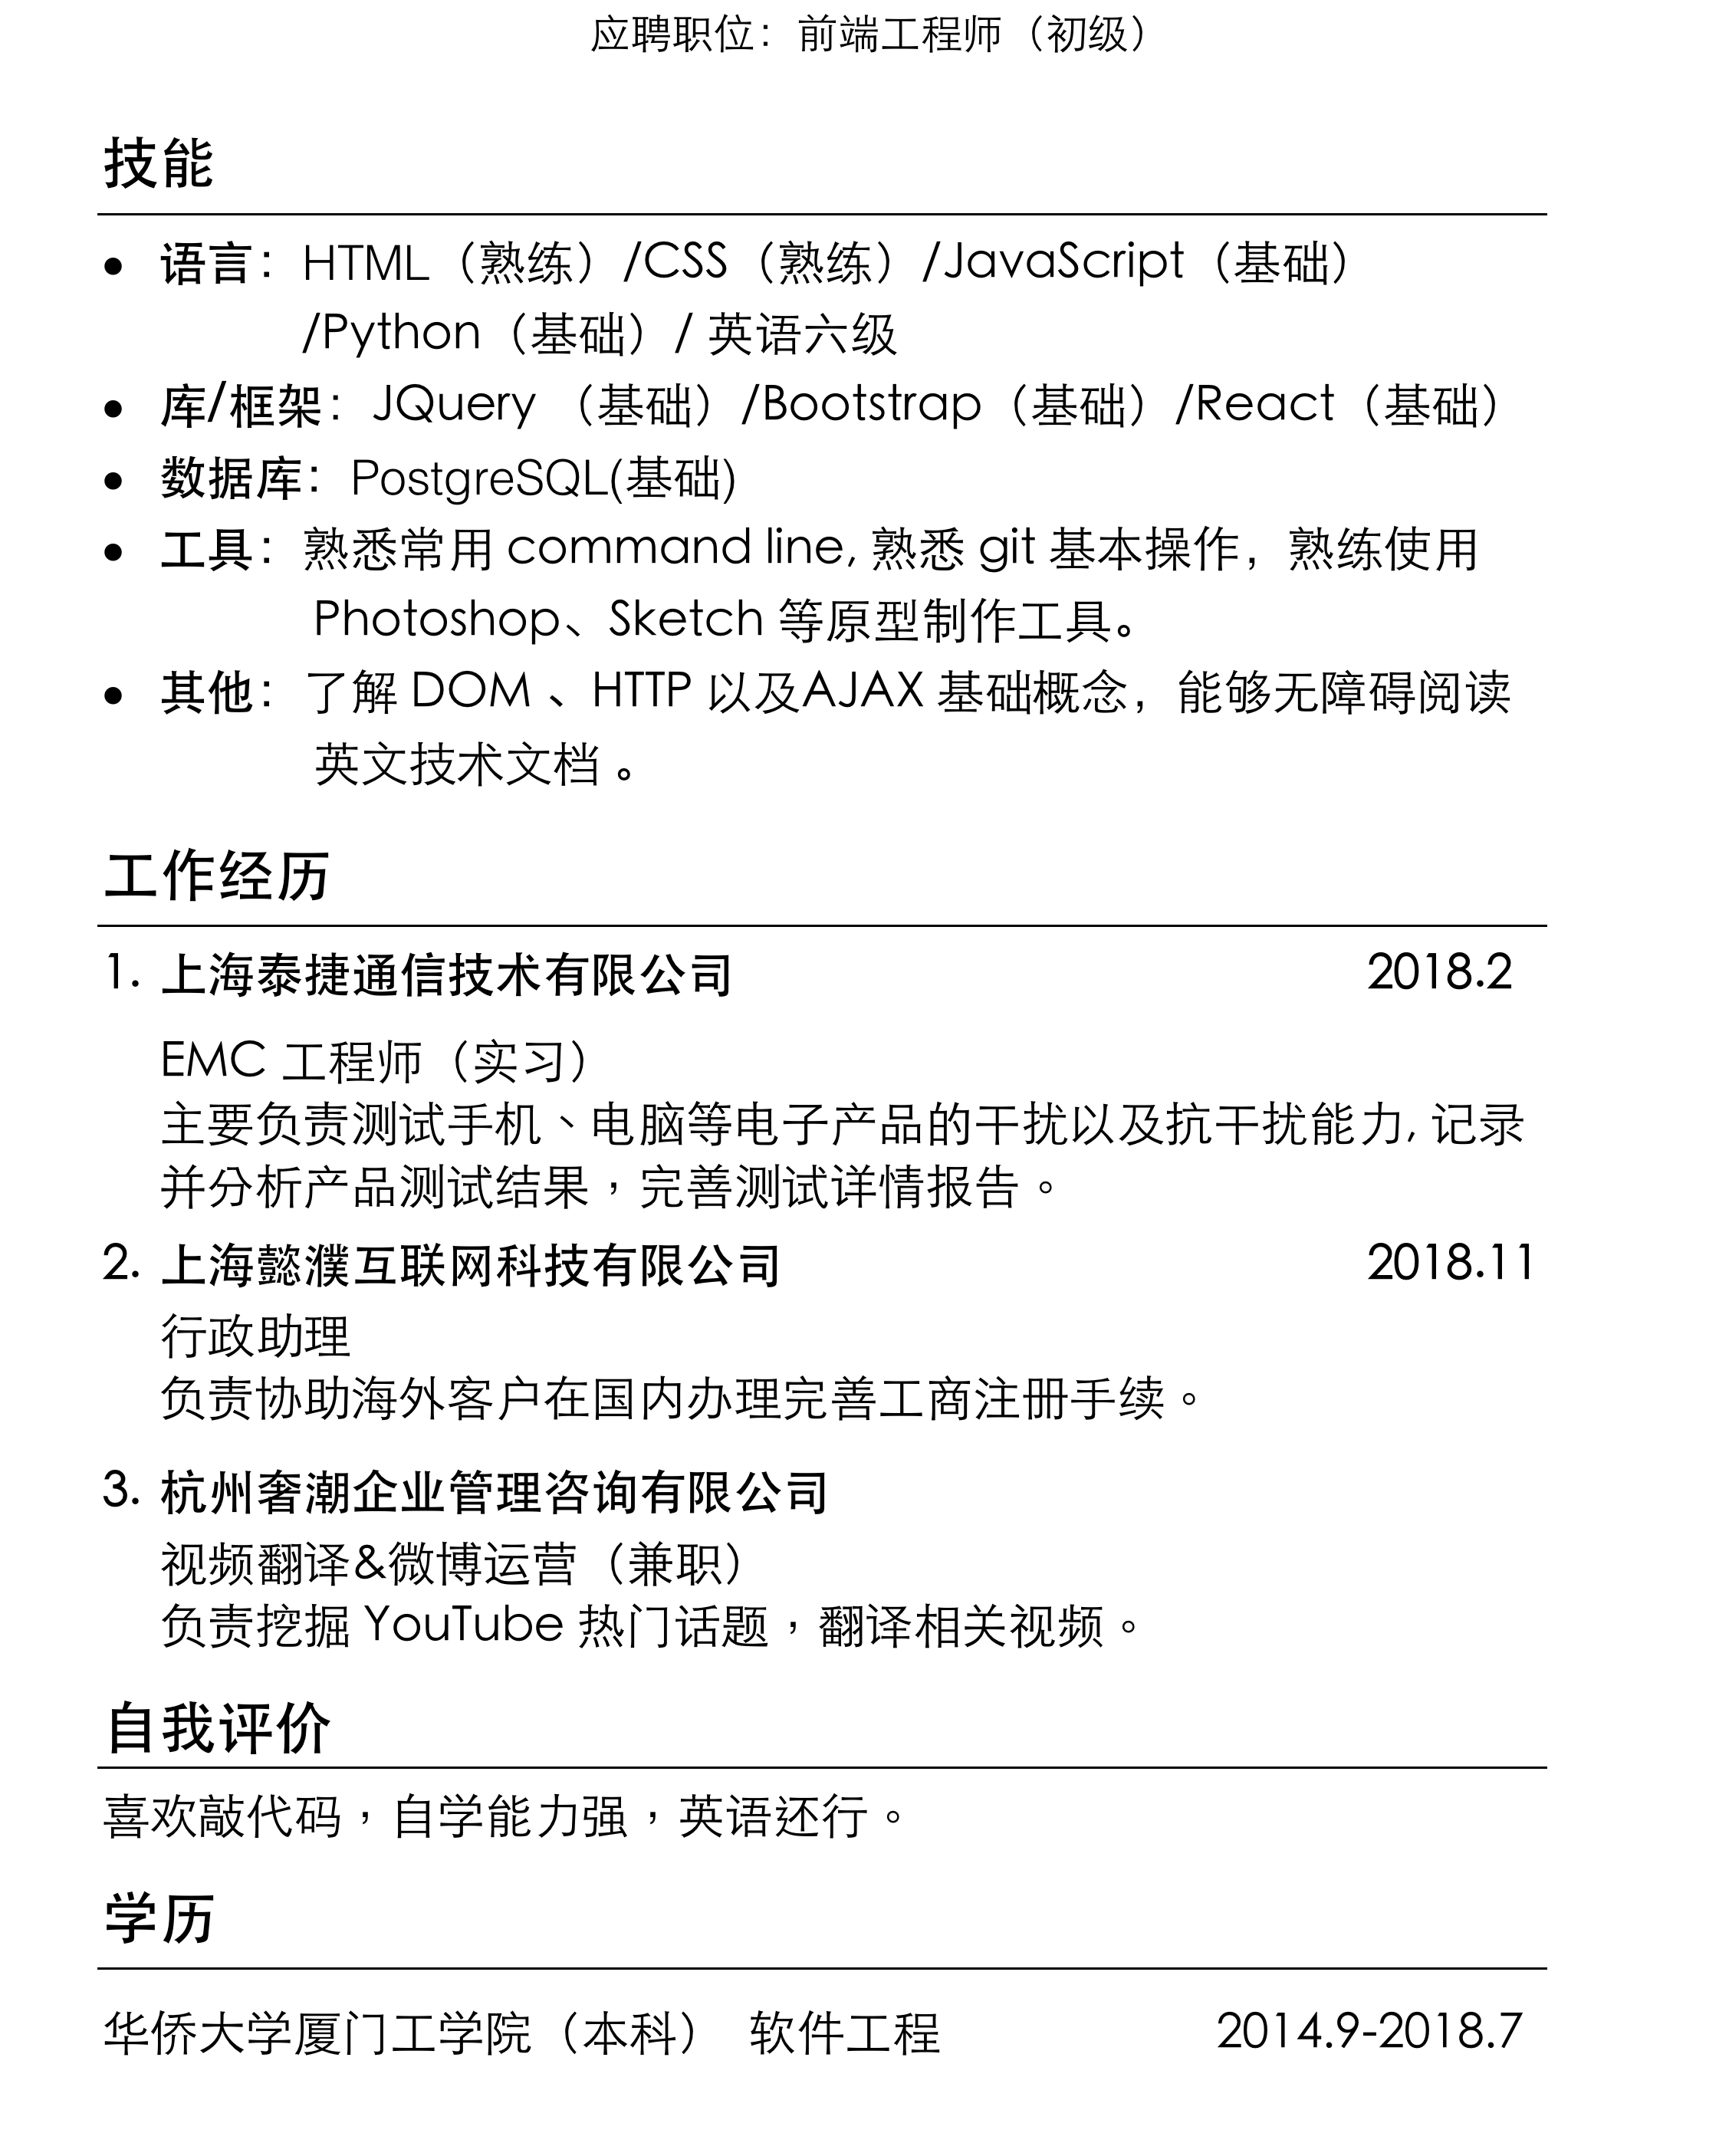 应聘职位：前端工程师（初级）
技能
● 语言：HTML（熟练）/CSS（熟练）/JavaScript（基础）
/Python（基础）/ 英语六级
● 库/框架：JQuery （基础）/Bootstrap（基础）/React（基础）
● 数据库：PostgreSQL(基础)
● 工具：熟悉常用 command line, 熟悉 git 基本操作，熟练使用
Photoshop、Sketch 等原型制作工具。
● 其他：了解 DOM 、HTTP 以及AJAX 基础概念，能够无障碍阅读
英文技术文档 。
工作经历
1. 上海泰捷通信技术有限公司 2018.2
EMC 工程师（实习）
主要负责测试手机、电脑等电子产品的干扰以及抗干扰能力, 记录
并分析产品测试结果，完善测试详情报告。
2. 上海懿濮互联网科技有限公司 2018.11
行政助理
负责协助海外客户在国内办理完善工商注册手续。
3. 杭州奢潮企业管理咨询有限公司
视频翻译&微博运营（兼职）
负责挖掘 YouTube 热门话题，翻译相关视频。
自我评价
喜欢敲代码，自学能力强，英语还行。
学历
华侨大学厦门工学院（本科） 软件工程 2014.9-2018.7